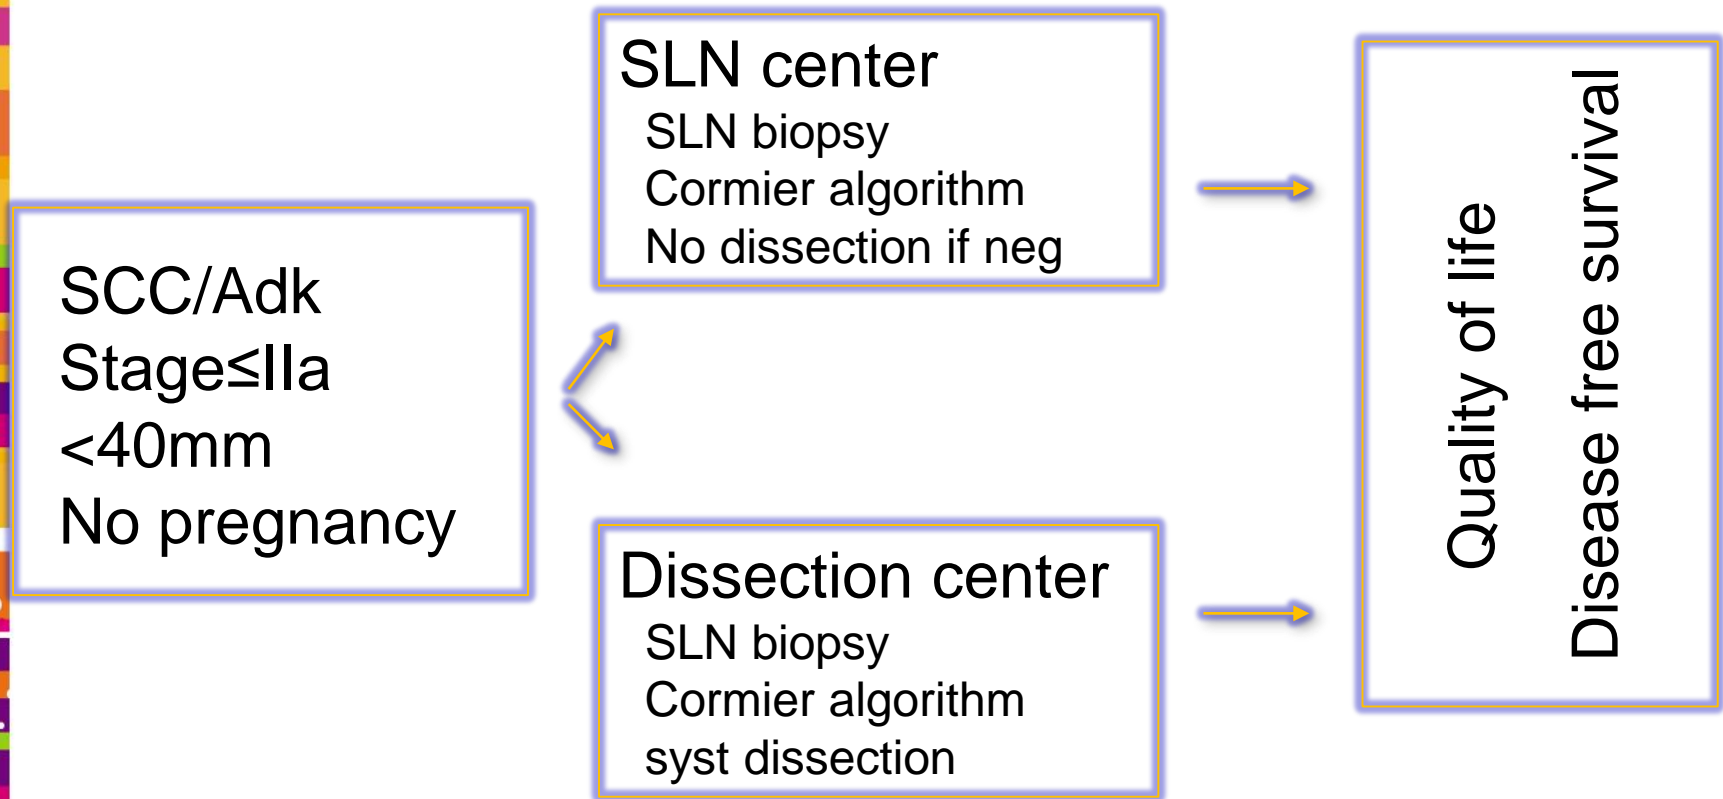 SCC/Adk
Stage≤IIa
<40mm
No pregnancy
SLN center
SLN biopsy
Cormier algorithm
No dissection if neg
Dissection center
SLN biopsy
Cormier algorithm
syst dissection
Quality of life
Disease free survival